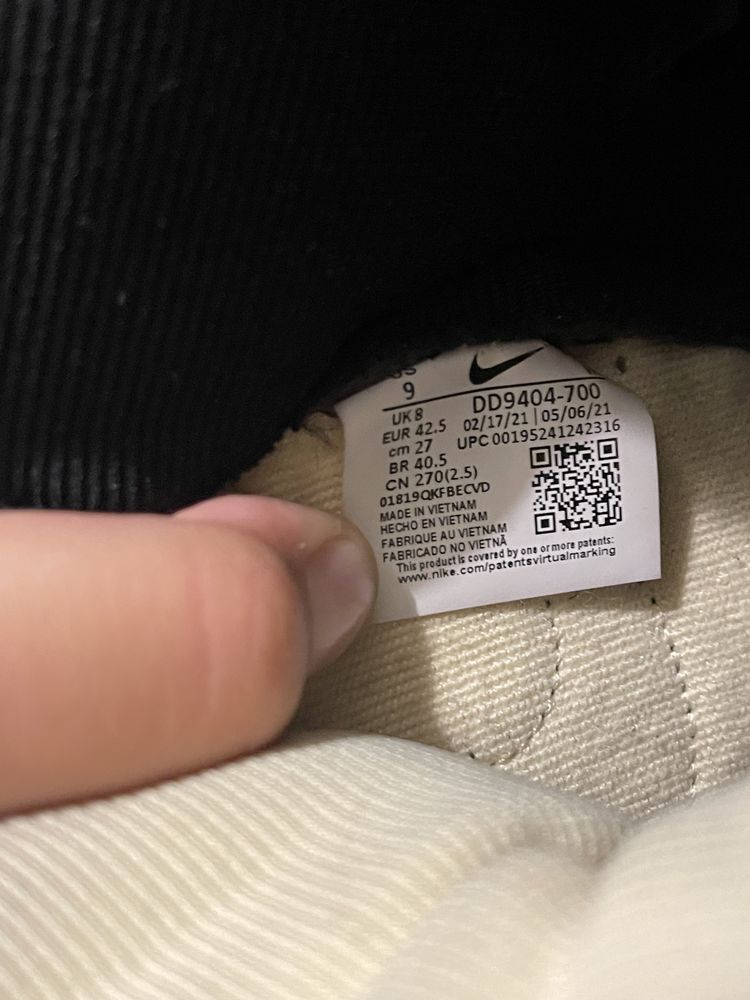 US
9
UK 8
EUR 42.5
cm 27
BR 40.5
CN 270(2.5)
01819QKFBECVD
MADE IN VIETNAM
HECHO EN VIETNAM
FABRIQUE AU VIETNAM
FABRICADO NO VIETNÃ
DD9404-700
02/17/21 | 05/06/21
UPC 00195241242316
This product is covered by one or more patents:
www.nike.com/patentsvirtualmarking